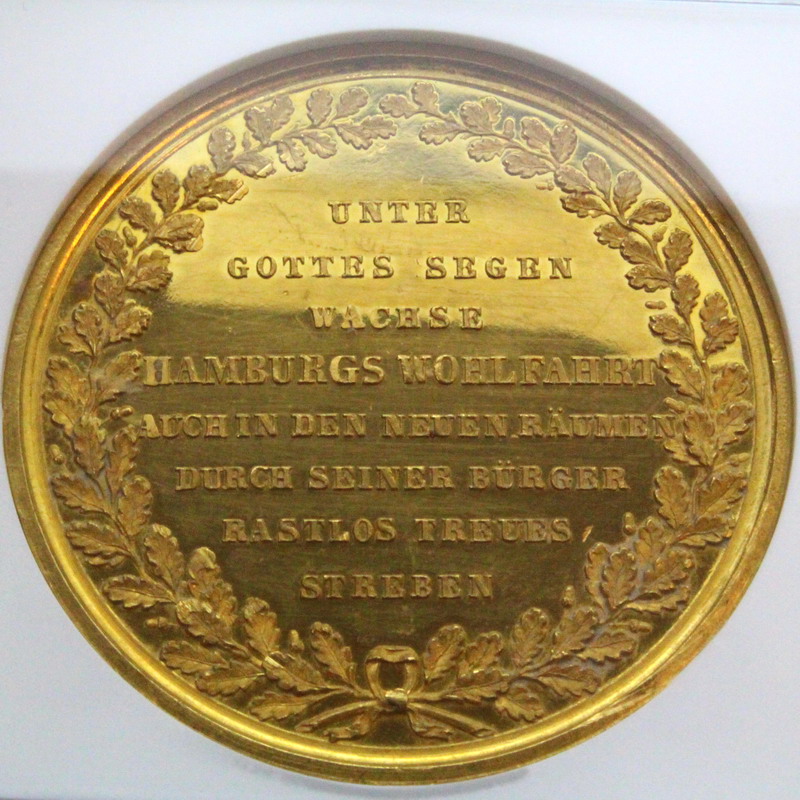 UNTER
GOTTES SEGEN
WACHSE
HAMBURGS WOHLFAHRT
AUCH IN DEN NEUEN RÄUMEN
DURCH SEINER BÜRGER
RASTLOS TREUES
STREBEN